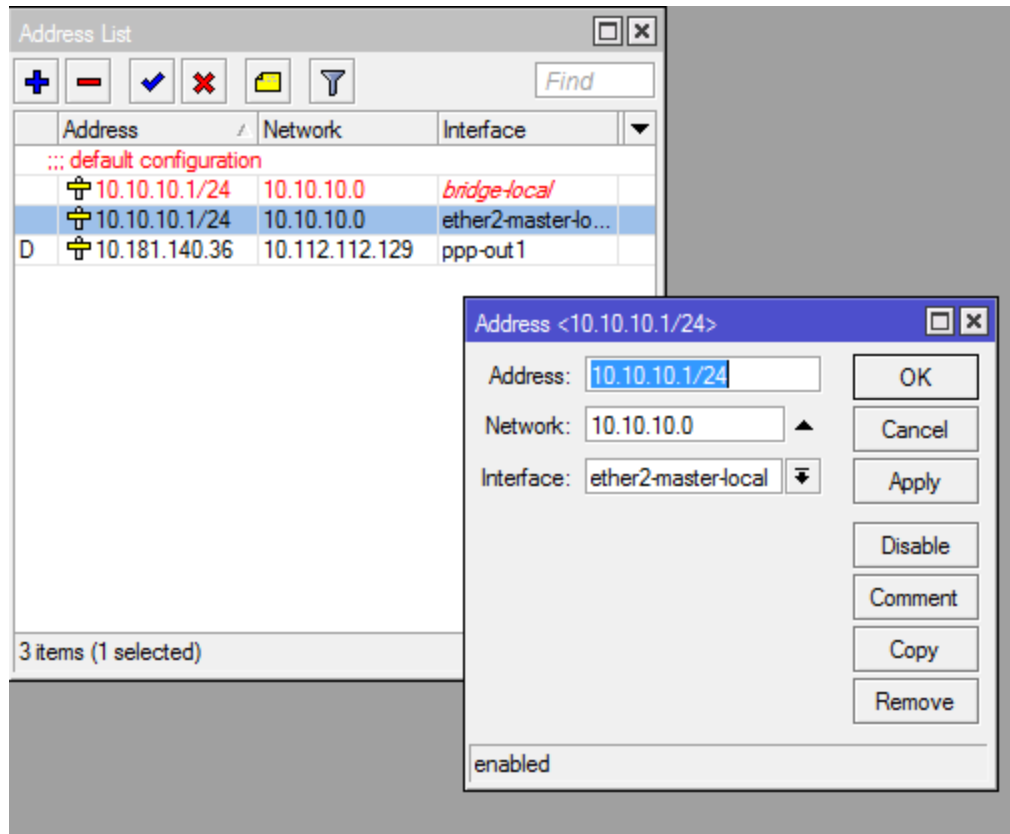 Address List
Find
Address Network Interface
;;; default configuration
10.10.10.1/24 10.10.10.0 bridge-local
10.10.10.1/24 10.10.10.0 ether2-master-lo...
D 10.181.140.36 10.112.112.129 ppp-out1
3 items (1 selected)
Address <10.10.10.1/24>
Address: 10.10.10.1/24 OK
Network: 10.10.10.0 Cancel
Interface: ether2-master-local Apply
Disable
Comment
Copy
Remove
enabled